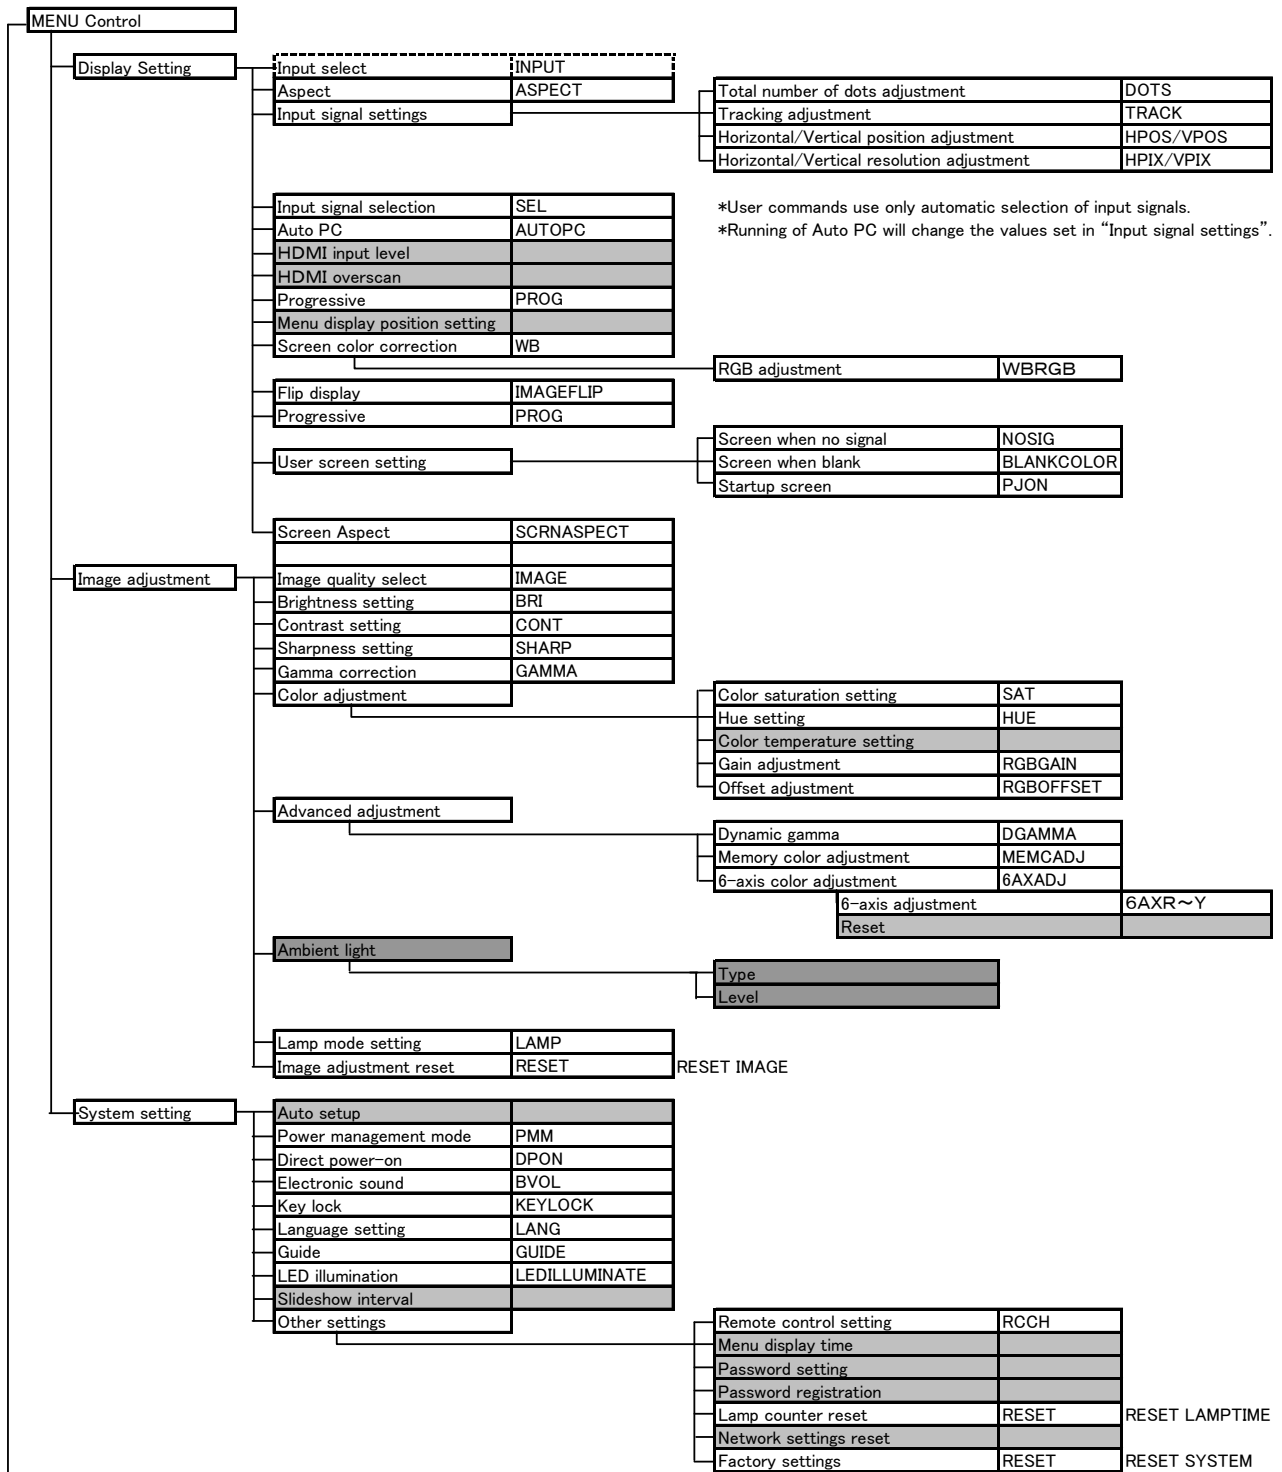 MENU Control
Display Setting
Input select INPUT
Aspect ASPECT
Input signal settings
Total number of dots adjustment DOTS
Tracking adjustment TRACK
Horizontal/Vertical position adjustment HPOS/VPOS
Horizontal/Vertical resolution adjustment HPIX/VPIX
Input signal selection SEL
*User commands use only automatic selection of input signals.
Auto PC AUTOPC
*Running of Auto PC will change the values set in “Input signal settings”.
HDMI input level
HDMI overscan
Progressive PROG
Menu display position setting
Screen color correction WB
RGB adjustment WBRGB
Flip display IMAGEFLIP
Progressive PROG
User screen setting
Screen when no signal NOSIG
Screen when blank BLANKCOLOR
Startup screen PJON
Screen Aspect SCRNASPECT
Image adjustment
Image quality select IMAGE
Brightness setting BRI
Contrast setting CONT
Sharpness setting SHARP
Gamma correction GAMMA
Color adjustment
Color saturation setting SAT
Hue setting HUE
Color temperature setting
Gain adjustment RGBGAIN
Offset adjustment RGBOFFSET
Advanced adjustment
Dynamic gamma DGAMMA
Memory color adjustment MEMCADJ
6-axis color adjustment 6AXADJ
6-axis adjustment 6AXR～Y
Reset
Ambient light
Type
Level
Lamp mode setting LAMP
Image adjustment reset RESET RESET IMAGE
System setting
Auto setup
Power management mode PMM
Direct power-on DPON
Electronic sound BVOL
Key lock KEYLOCK
Language setting LANG
Guide GUIDE
LED illumination LEDILLUMINATE
Slideshow interval
Other settings
Remote control setting RCCH
Menu display time
Password setting
Password registration
Lamp counter reset RESET RESET LAMPTIME
Network settings reset
Factory settings RESET RESET SYSTEM